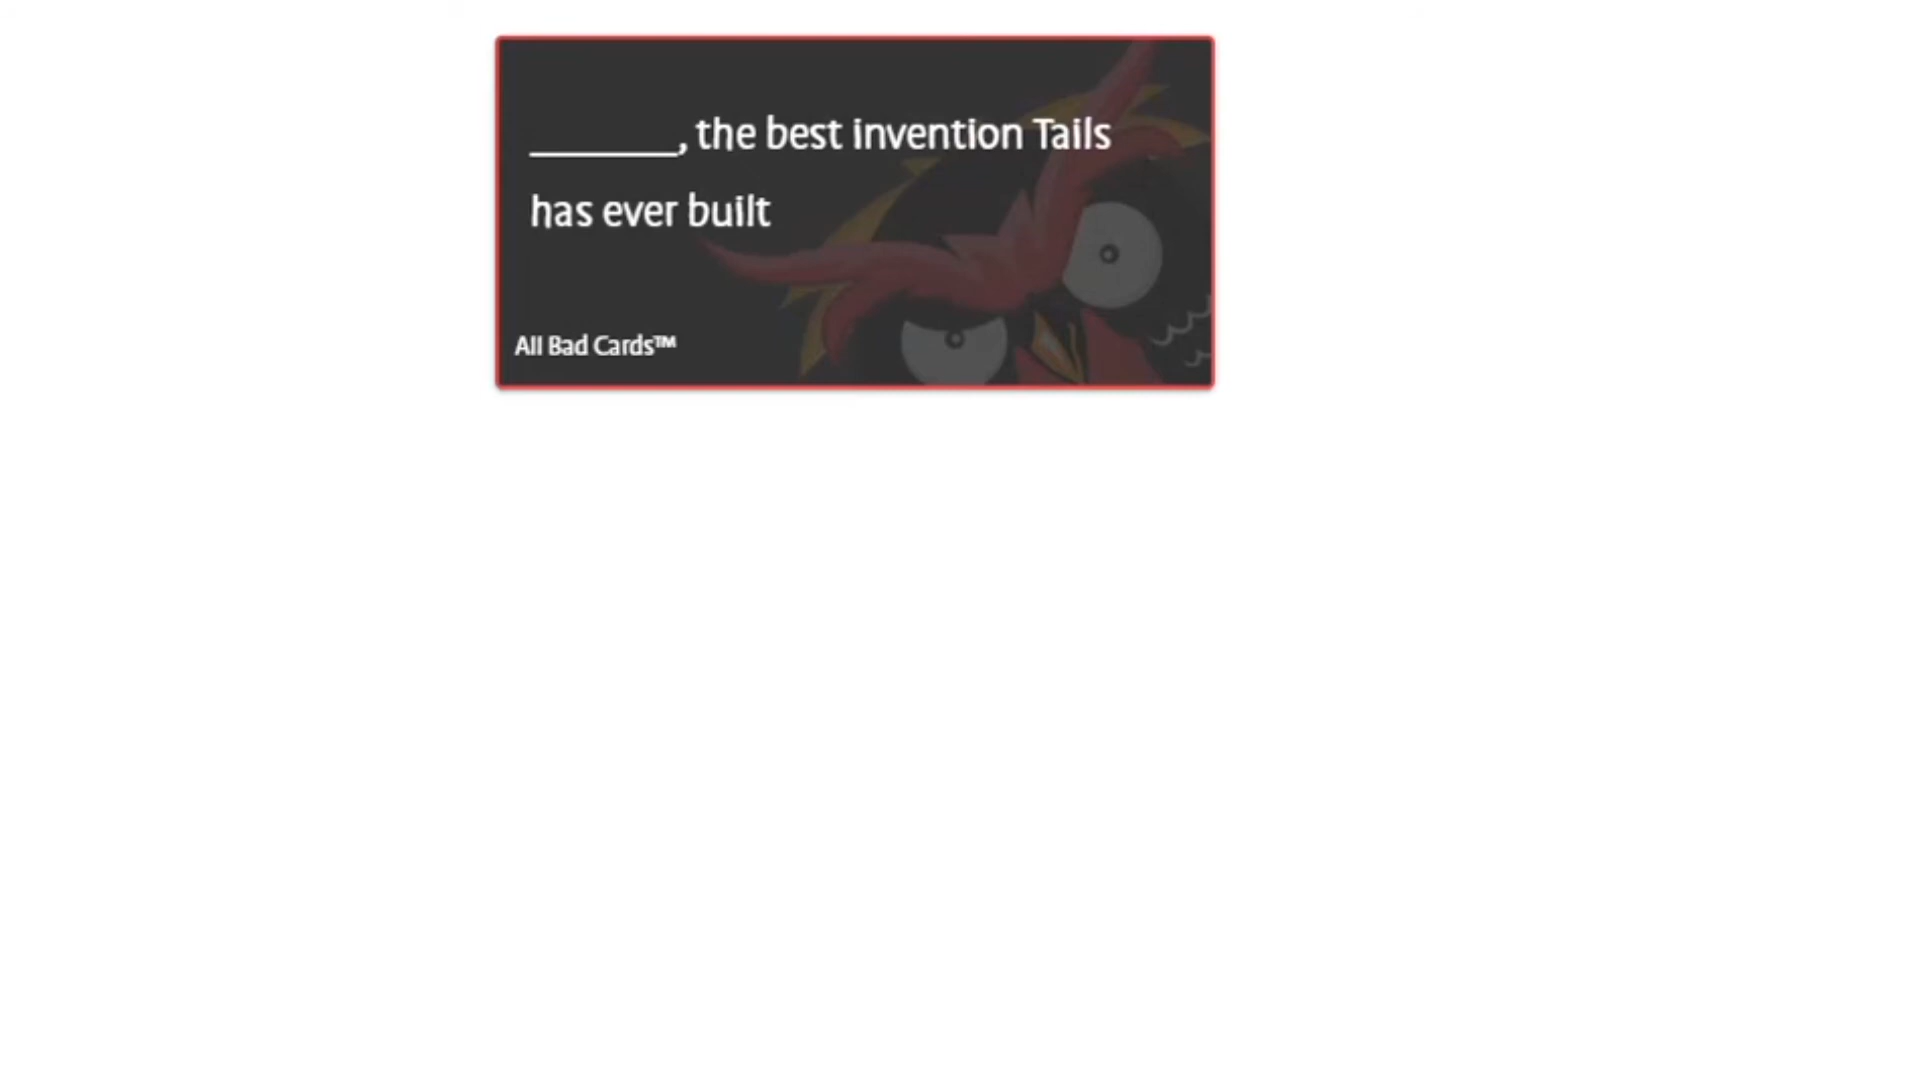 _______, the best invention Tails
has ever built
All Bad Cards™